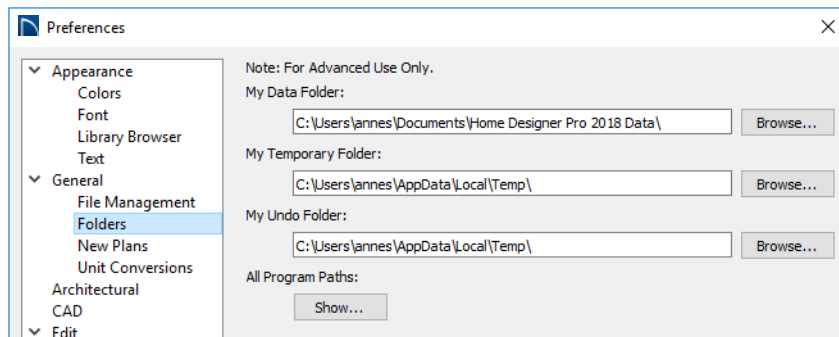 Preferences
Appearance
Colors
Font
Library Browser
Text
General
File Management
Folders
New Plans
Unit Conversions
Architectural
CAD
Edit
Note: For Advanced Use Only.
My Data Folder:
C:\Users\annes\Documents\Home Designer Pro 2018 Data\ Browse...
My Temporary Folder:
C:\Users\annes\AppData\Local\Temp\ Browse...
My Undo Folder:
C:\Users\annes\AppData\Local\Temp\ Browse...
All Program Paths:
Show...